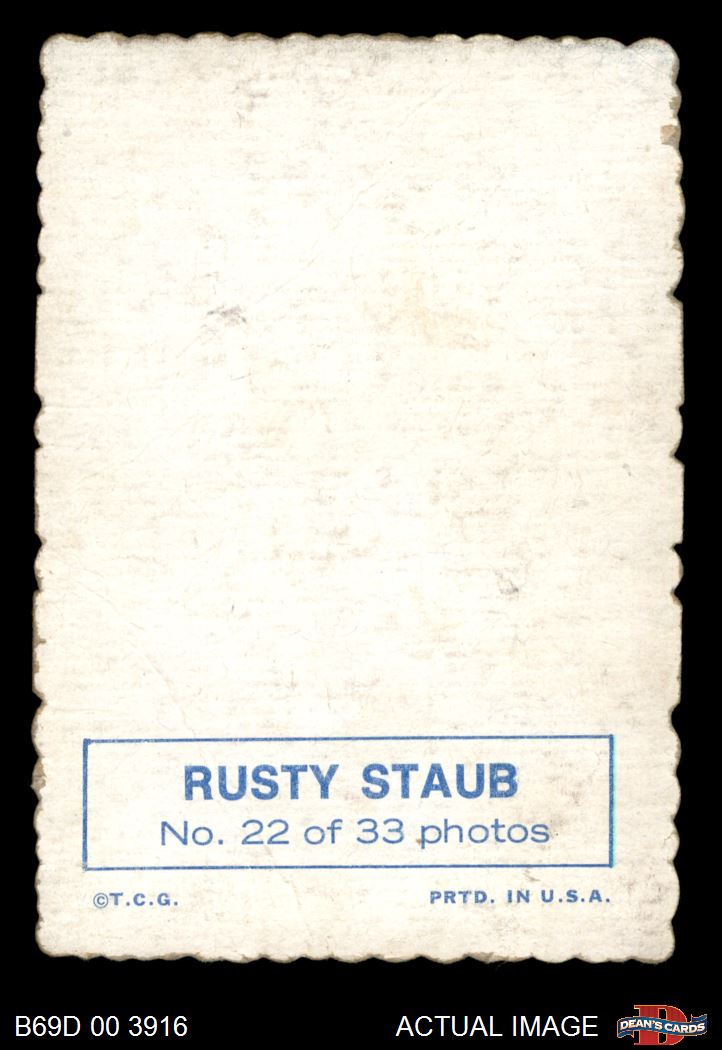 RUSTY STAUB
No. 22 of 33 photos
©T.C.G.
PRTD. IN U.S.A.
B69D 00 3916
ACTUAL IMAGE
D
DEAN'S CARDS